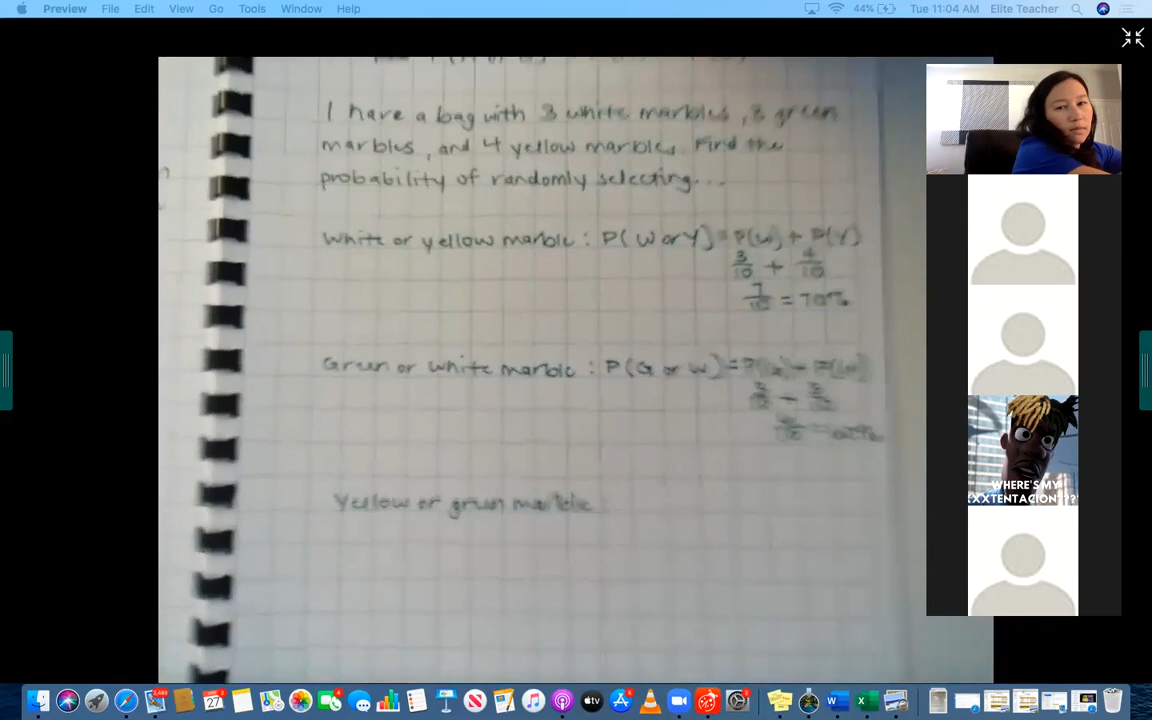 Preview File Edit View Go Tools Window Help 44% Tue 11:04 AM Elite Teacher
I have a bag with 3 white marbles, 3 green
marbles, and 4 yellow marbles. Find the
probability of randomly selecting...
White or yellow marble: P(W or Y) = P(W) + P(Y)
3/10 + 4/10
7/10 = 70%
Green or white marble: P(G or W) =
Yellow or green marble
WHERE'S MY
XXXTENTACION???